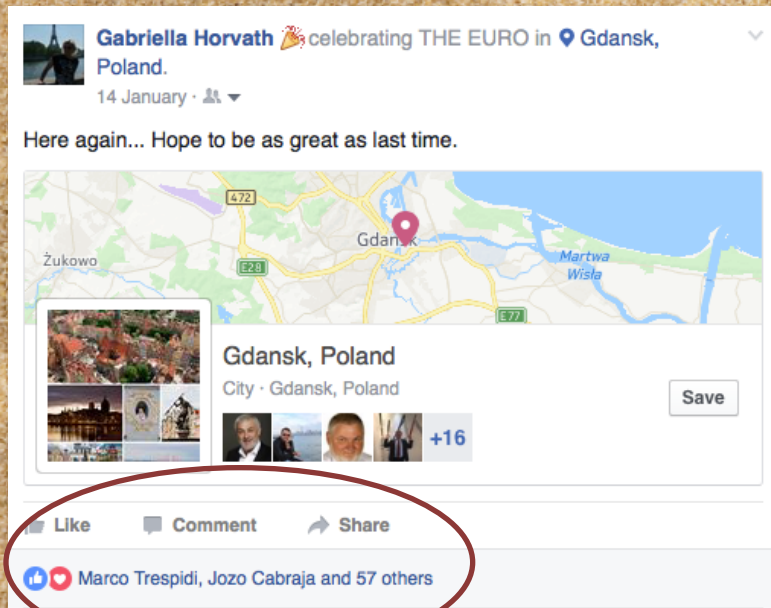 Gabriella Horvath celebrating THE EURO in Gdansk,
Poland.
14 January ·
Here again... Hope to be as great as last time.
472
Gdansk
Żukowo
E28
Martwa
Wisła
E77
Gdansk, Poland
City · Gdansk, Poland
Save
+16
Like Comment Share
Marco Trespidi, Jozo Cabraja and 57 others